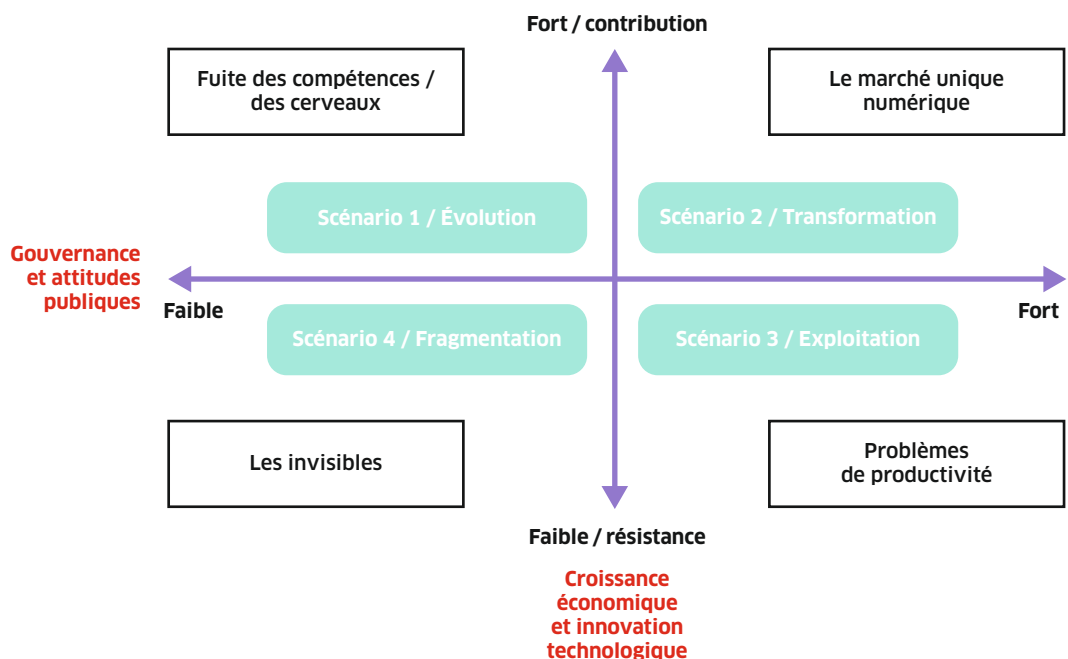 Fort / contribution
Fuite des compétences /
des cerveaux
Le marché unique
numérique
Scénario 1 / Évolution
Scénario 2 / Transformation
Gouvernance
et attitudes
publiques
Faible
Fort
Scénario 4 / Fragmentation
Scénario 3 / Exploitation
Les invisibles
Problèmes
de productivité
Faible / résistance
Croissance
économique
et innovation
technologique